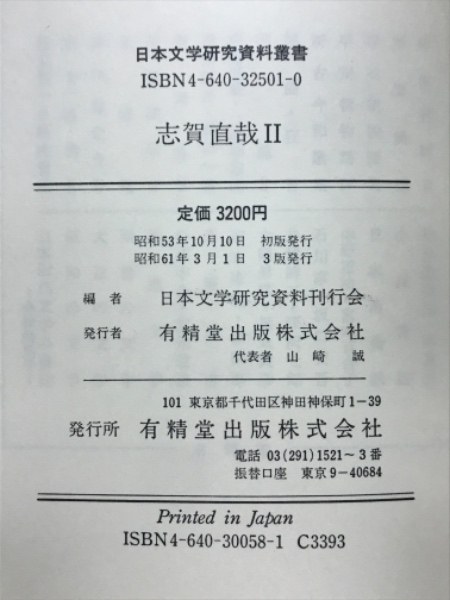 日本文学研究資料叢書
ISBN4-640-32501-0
志賀直哉II
定価 3200円
昭和53年10月10日 初版発行
昭和61年3月1日 3版発行
編者 日本文学研究資料刊行会
発行者 有精堂出版株式会社
代表者 山崎 誠
101 東京都千代田区神田神保町1-39
発行所 有精堂出版株式会社
電話 03(291)1521～3番
振替口座 東京9-40684
Printed in Japan
ISBN4-640-30058-1 C3393